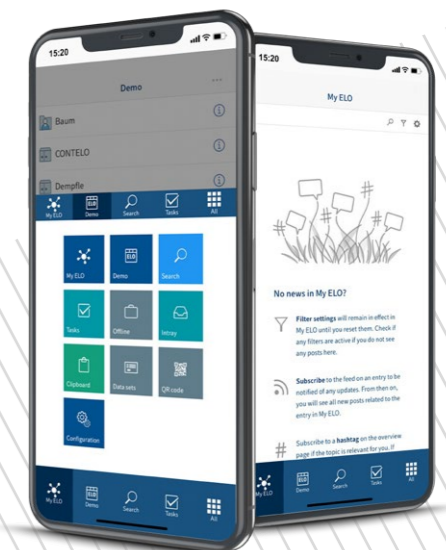 15:20
Demo
...
Baum
CONTELO
Dempfle
My ELO
ELO
Demo
Search
Tasks
All
My ELO
ELO
Demo
Search
Tasks
Offline
Intray
Clipboard
Data sets
QR code
Configuration
My ELO
ELO
Demo
Search
Tasks
All
15:20
My ELO
#
#
#
No news in My ELO?
Filter settings will remain in effect in
My ELO until you reset them. Check if
any filters are active if you do not see
any posts here.
Subscribe to the feed on an entry to be
notified of any updates. From then on,
you will see all new posts related to the
entry in My ELO.
#
Subscribe to a hashtag on the overview
page if the topic is relevant for you. If
My ELO
ELO
Demo
Search
Tasks
All